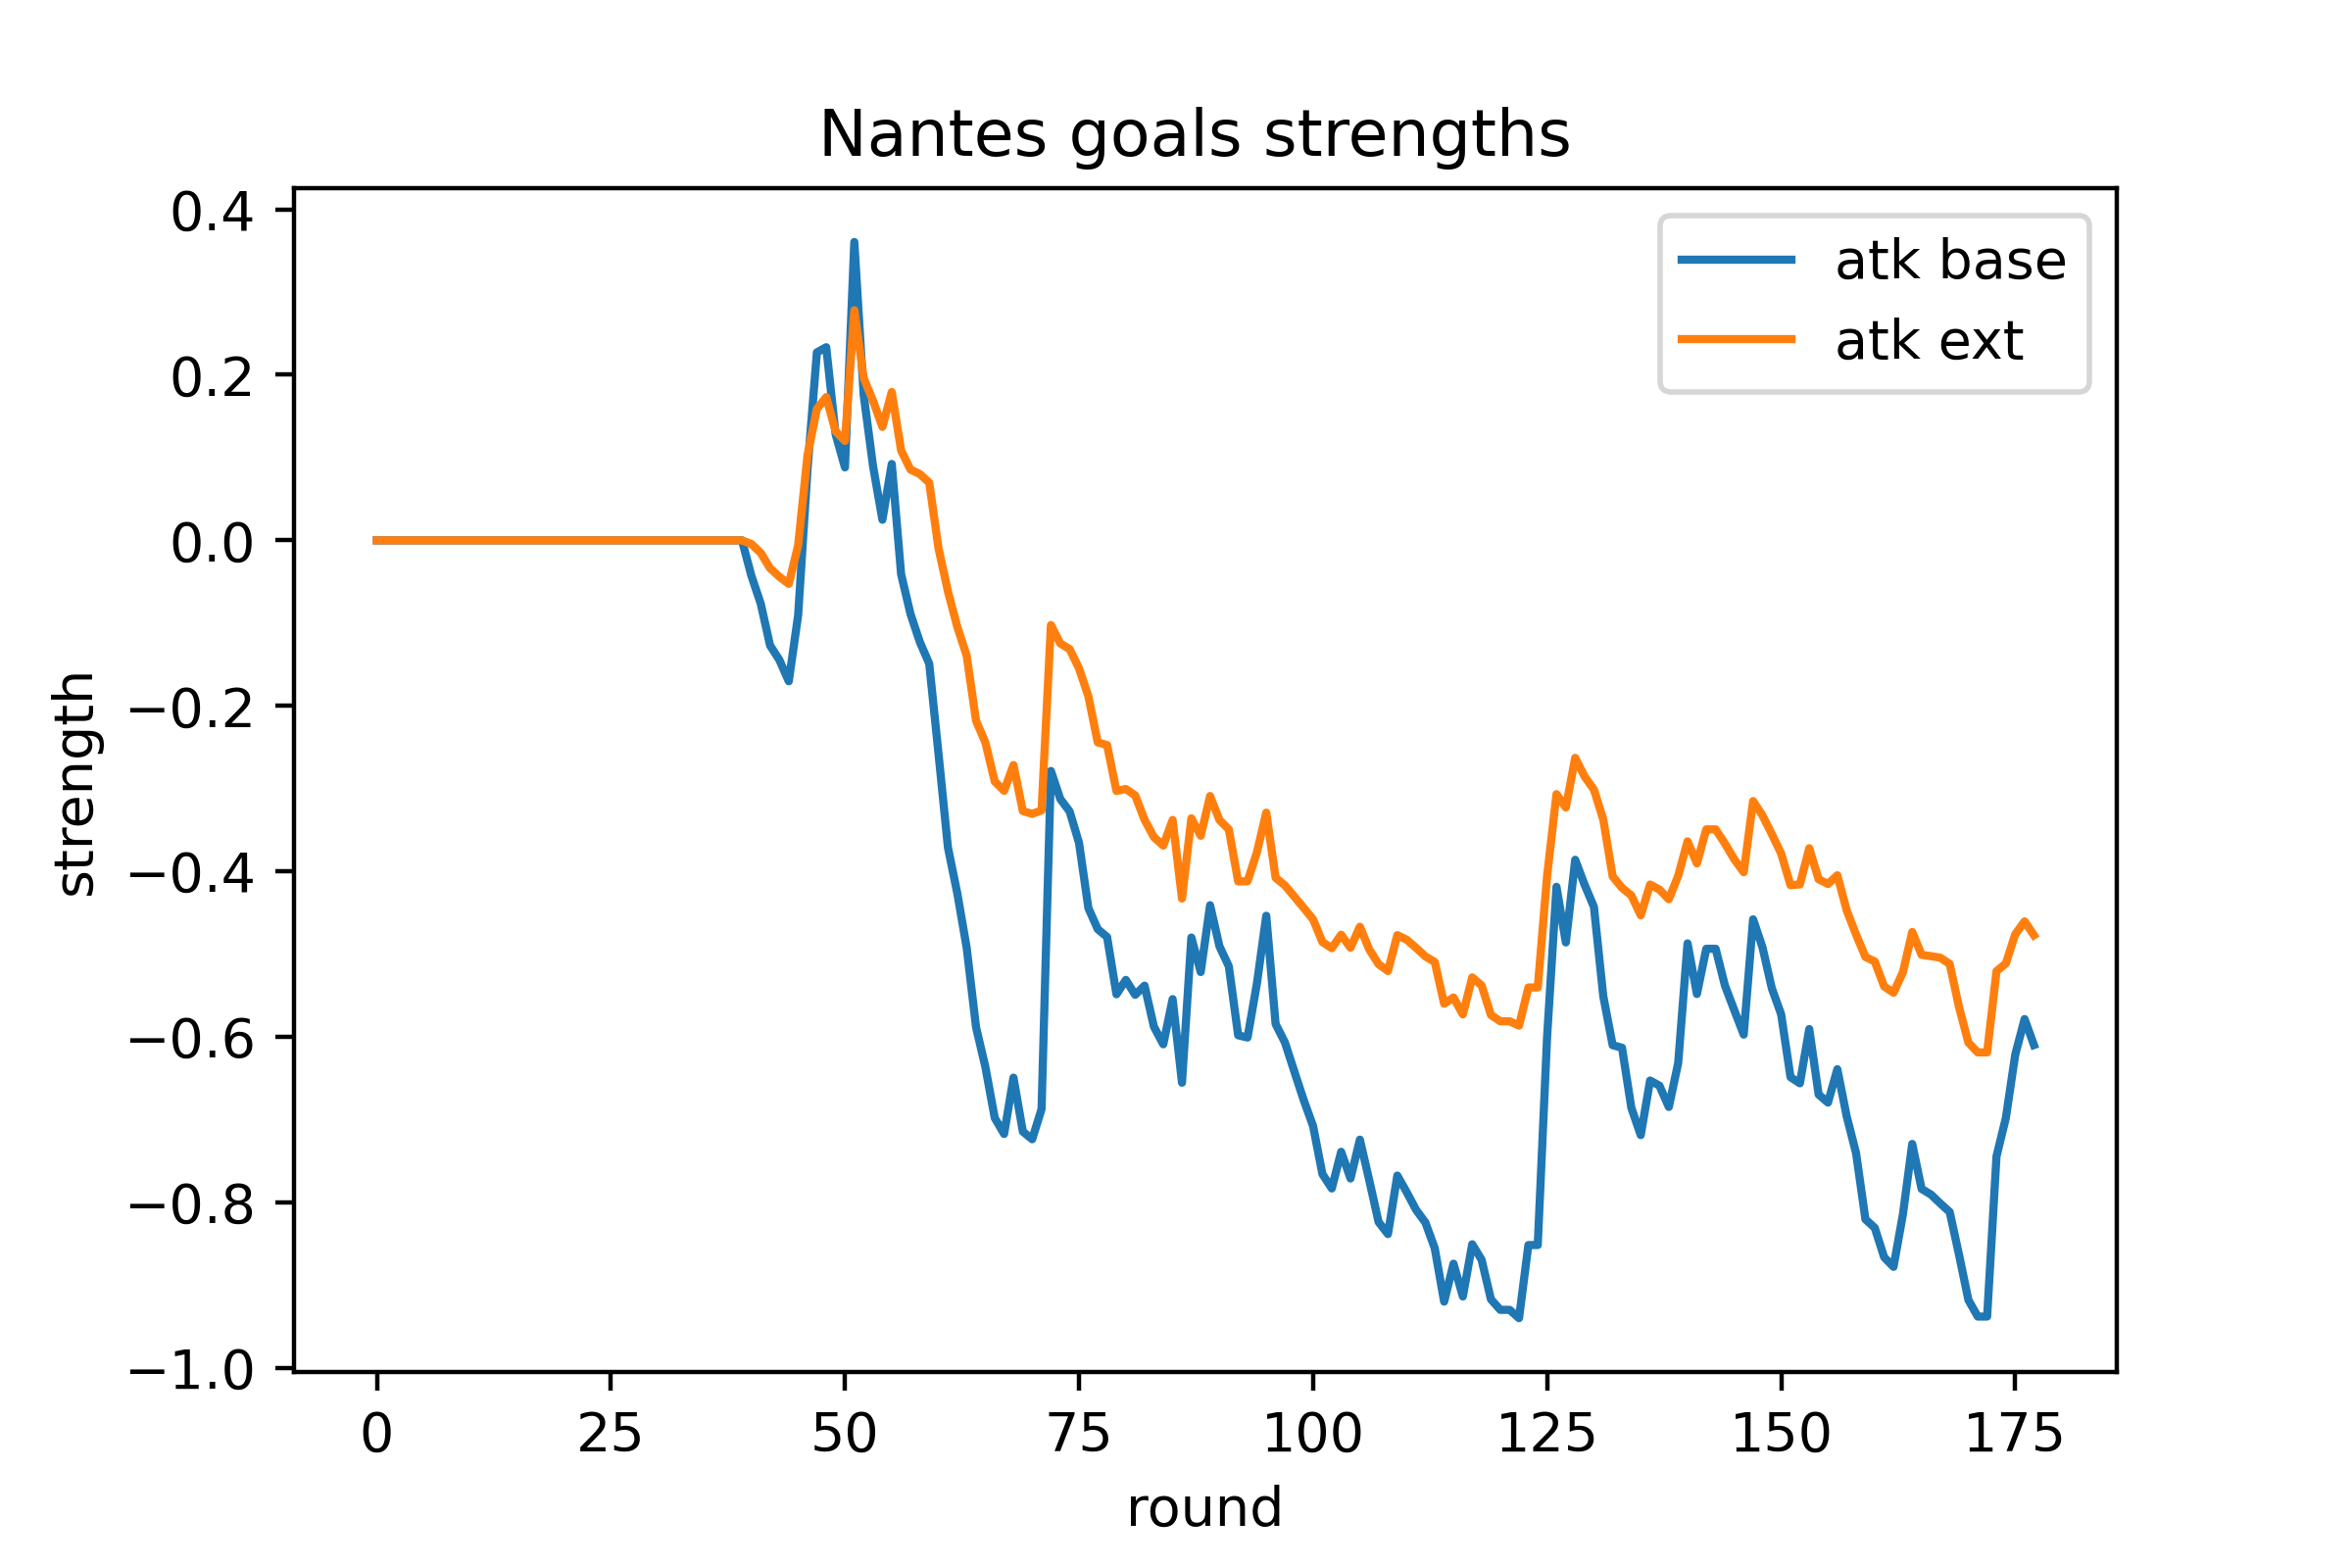 Nantes goals strengths
atk base
atk ext
0.4
0.2
0.0
−0.2
−0.4
−0.6
−0.8
−1.0
strength
0 25 50 75 100 125 150 175
round